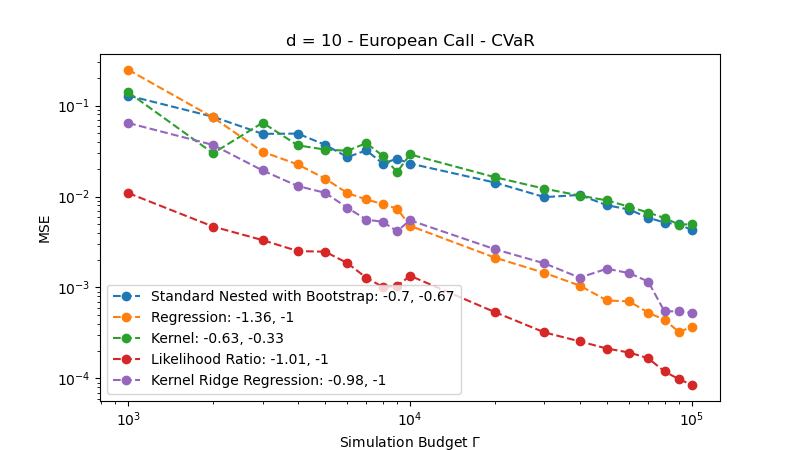 d = 10 - European Call - CVaR
MSE
10⁻¹
10⁻²
10⁻³
10⁻⁴
Standard Nested with Bootstrap: -0.7, -0.67
Regression: -1.36, -1
Kernel: -0.63, -0.33
Likelihood Ratio: -1.01, -1
Kernel Ridge Regression: -0.98, -1
10³ 10⁴ 10⁵
Simulation Budget Γ